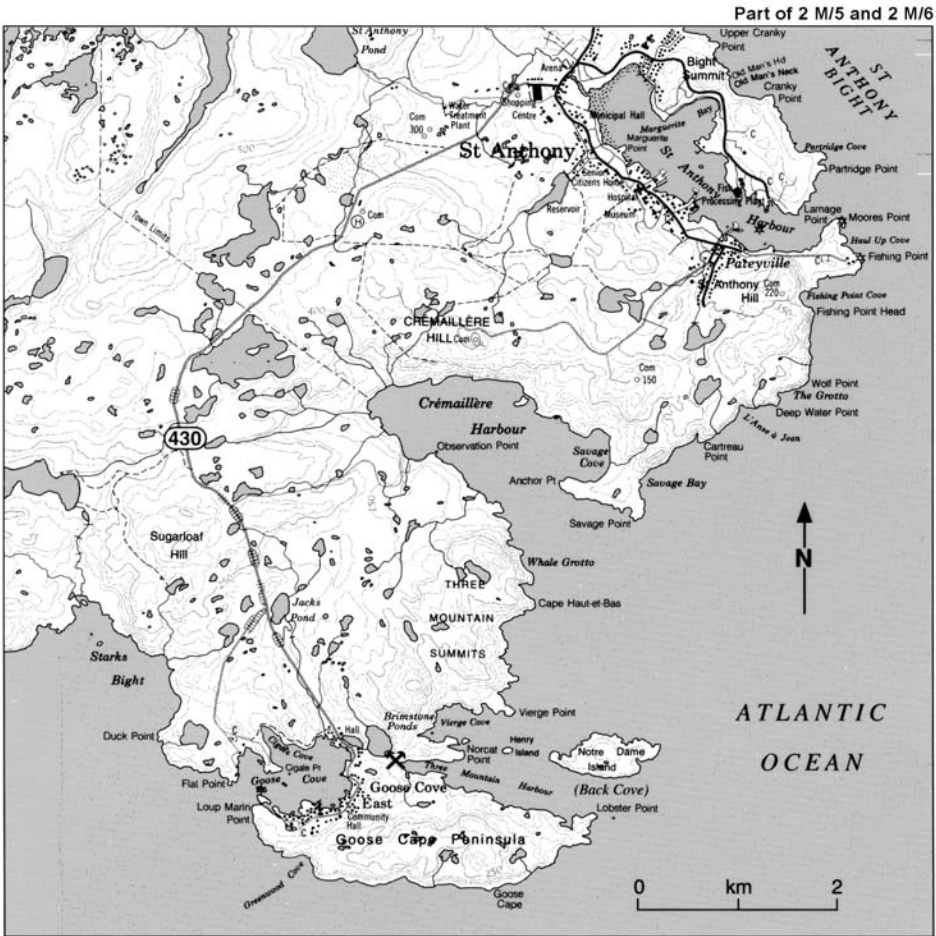 Part of 2 M/5 and 2 M/6
St Anthony
Pond
Upper Cranky
Point
Arena
Bight
Summit
Old Man's Hd
Old Man's Neck
Cranky
Point
ST
ANTHONY
BIGHT
Water
Treatment
Plant
Shopping
Centre
Com
300
Municipal Hall
Marguerite
Bay
Marguerite
Point
St Anthony
St
Anthony
Harbour
Partridge Cove
Partridge Point
Senior
Citizens Home
Hospital
Museum
Reservoir
Fish
Processing Plant
Lamage
Point
Moores Point
Haul Up Cove
Fishing Point
H
Com
Town Limits
Pateyville
St Anthony
Hill
Com
220
Fishing Point Cove
Fishing Point Head
CRÉMAILLÈRE
HILL
Com
Com
150
Wolf Point
The Grotto
Deep Water Point
L'Anse à Jean
Crémaillère
Harbour
Observation Point
430
Savage
Cove
Cartreau
Point
Anchor Pt
Savage Bay
Savage Point
N
Sugarloaf
Hill
Whale Grotto
THREE
MOUNTAIN
SUMMITS
Jacks
Pond
Cape Haut-et-Bas
Starks
Bight
Brimstone
Ponds
Vierge Point
Vierge Cove
ATLANTIC
OCEAN
Duck Point
Hall
Norcat
Point
Henry
Island
Notre Dame
Island
Three
Mountain
Harbour
(Back Cove)
Flat Point
Goose
Cove
Goose Cove
East
Loup Marin
Point
Community
Hall
Lobster Point
Goose Cape Peninsula
Greenwood Cove
250
Goose
Cape
0 km 2